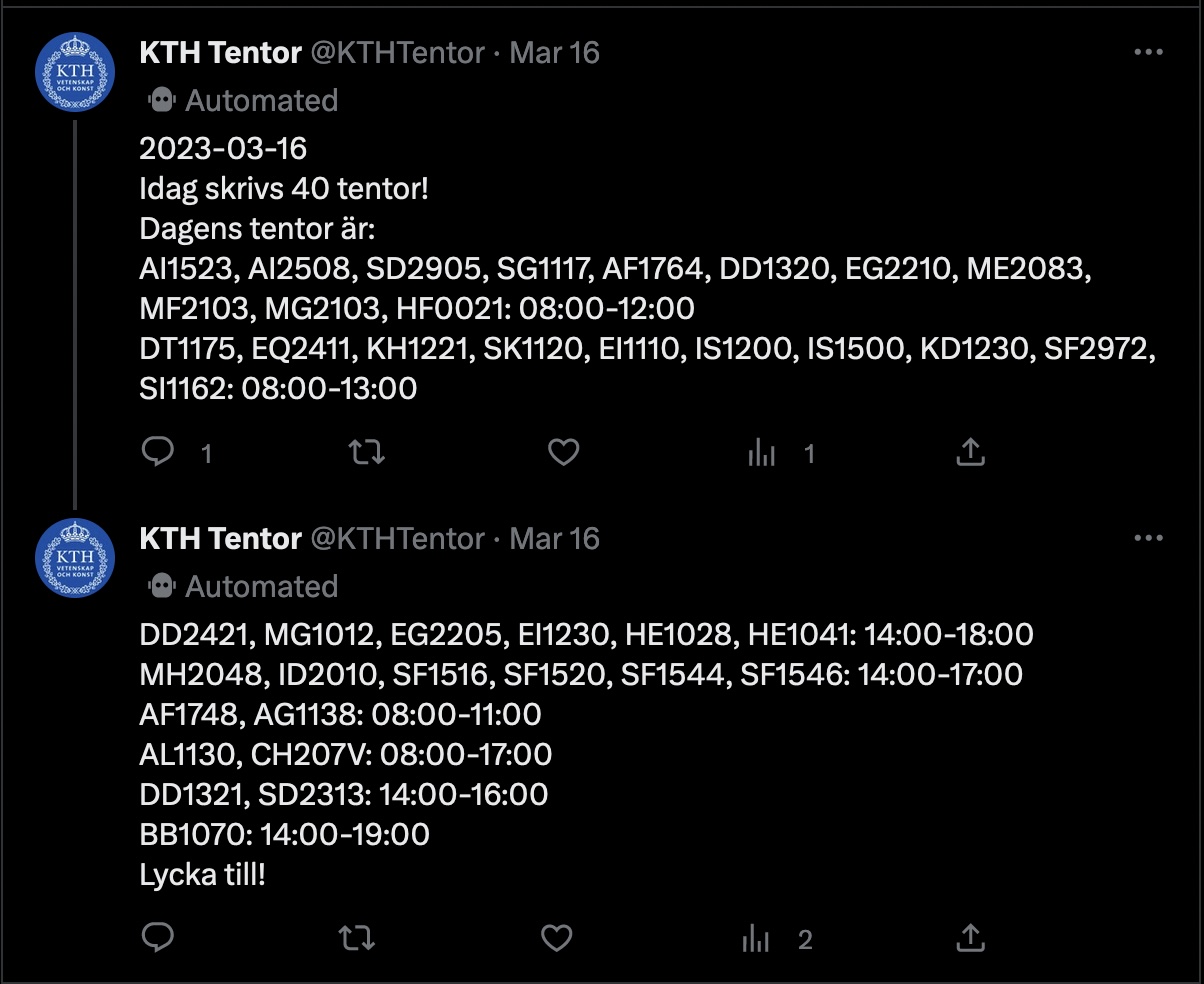 KTH
VETENSKAP
OCH KONST
KTH Tentor @KTHTentor · Mar 16
Automated
2023-03-16
Idag skrivs 40 tentor!
Dagens tentor är:
AI1523, AI2508, SD2905, SG1117, AF1764, DD1320, EG2210, ME2083,
MF2103, MG2103, HF0021: 08:00-12:00
DT1175, EQ2411, KH1221, SK1120, EI1110, IS1200, IS1500, KD1230, SF2972,
SI1162: 08:00-13:00
1 1
KTH
VETENSKAP
OCH KONST
KTH Tentor @KTHTentor · Mar 16
Automated
DD2421, MG1012, EG2205, EI1230, HE1028, HE1041: 14:00-18:00
MH2048, ID2010, SF1516, SF1520, SF1544, SF1546: 14:00-17:00
AF1748, AG1138: 08:00-11:00
AL1130, CH207V: 08:00-17:00
DD1321, SD2313: 14:00-16:00
BB1070: 14:00-19:00
Lycka till!
2